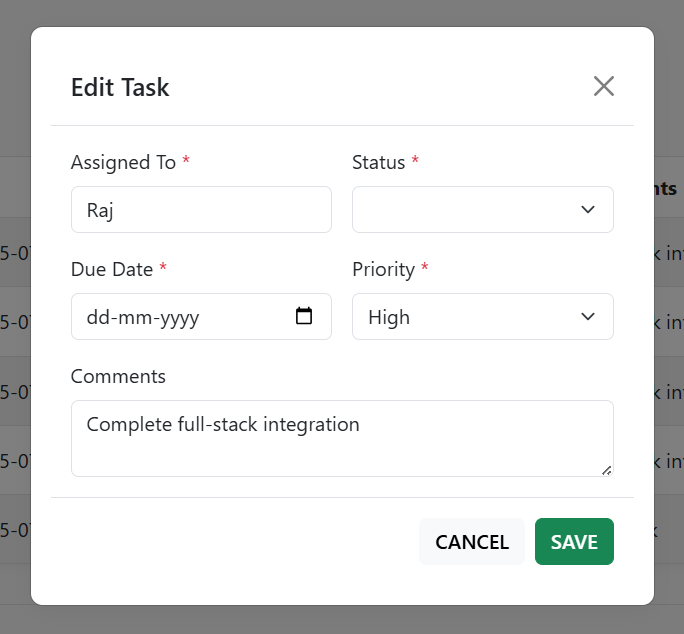 Edit Task
Assigned To *
Status *
Raj
Due Date *
Priority *
dd-mm-yyyy
High
Comments
Complete full-stack integration
CANCEL
SAVE